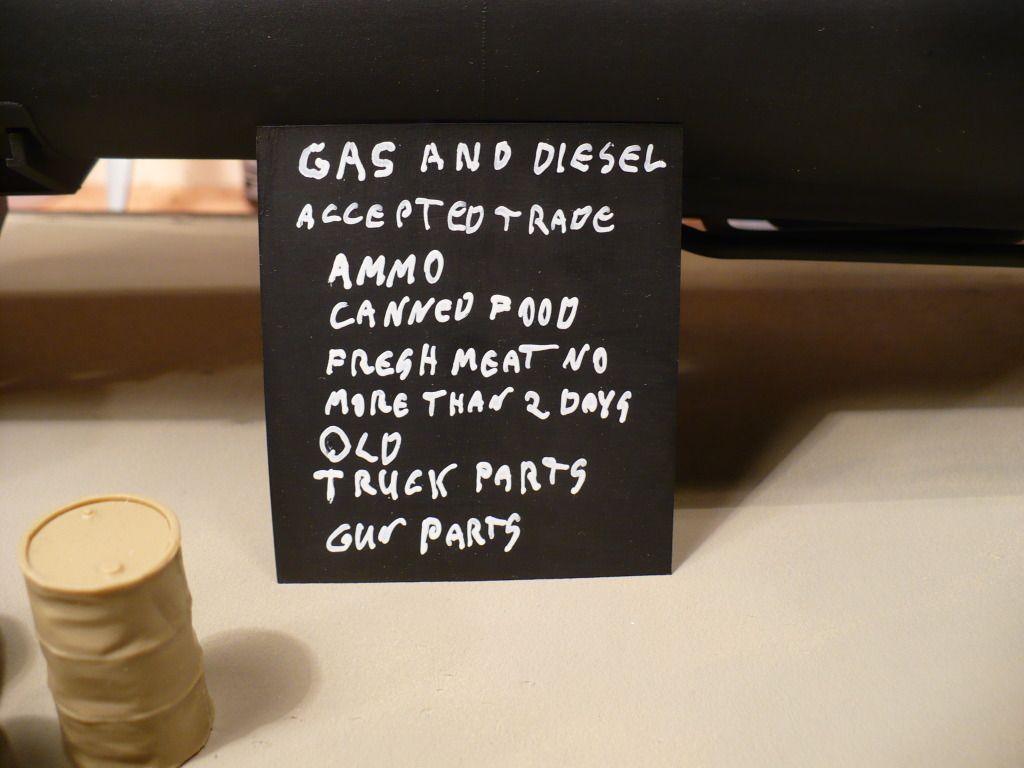 GAS AND DIESEL
ACCEPTED TRADE
AMMO
CANNED FOOD
FRESH MEAT NO
MORE THAN 2 DAYS
OLD
TRUCK PARTS
GUN PARTS